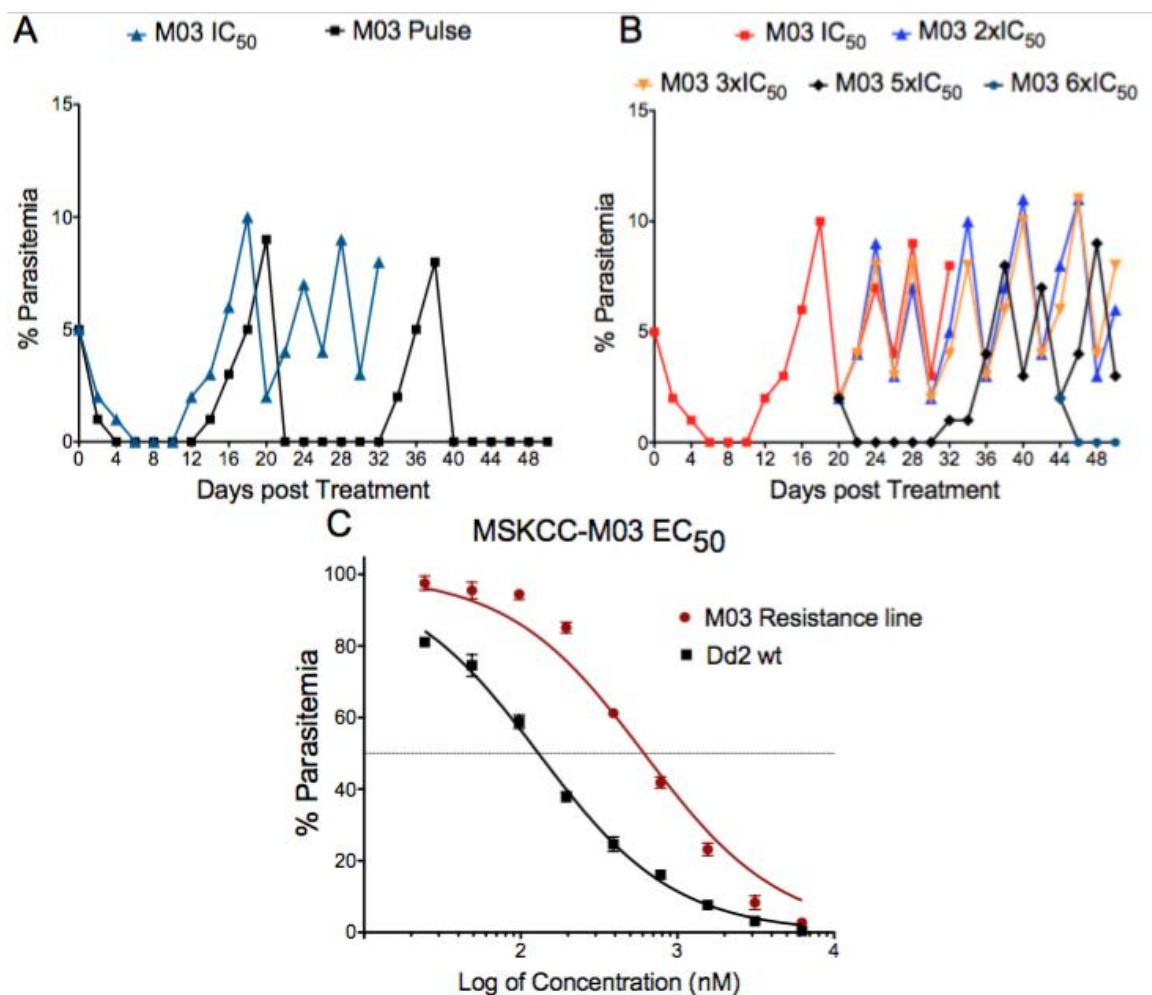 A
M03 IC50
M03 Pulse
% Parasitemia
15
10
5
0
0 4 8 12 16 20 24 28 32 36 40 44 48
Days post Treatment
B
M03 IC50
M03 2xIC50
M03 3xIC50
M03 5xIC50
M03 6xIC50
% Parasitemia
15
10
5
0
0 4 8 12 16 20 24 28 32 36 40 44 48
Days post Treatment
C
MSKCC-M03 EC50
% Parasitemia
100
80
60
40
20
0
M03 Resistance line
Dd2 wt
2 3 4
Log of Concentration (nM)